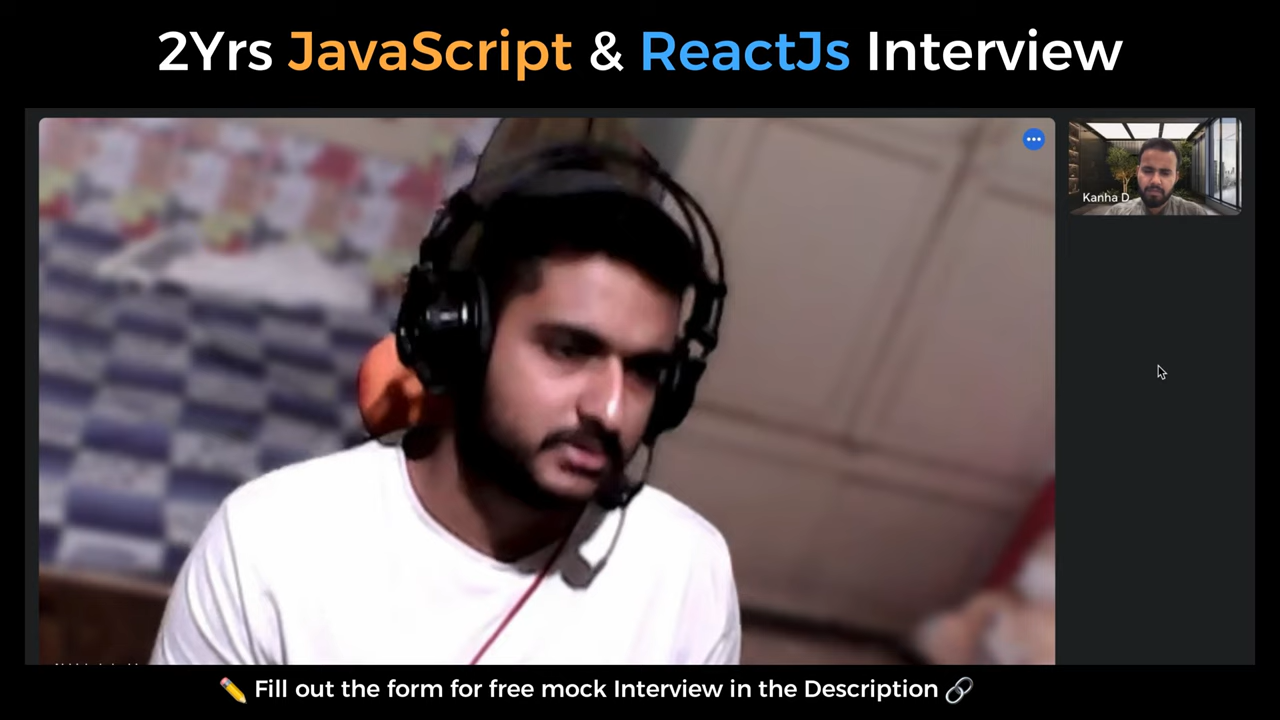 2Yrs JavaScript & ReactJs Interview
Kanha D
Fill out the form for free mock Interview in the Description